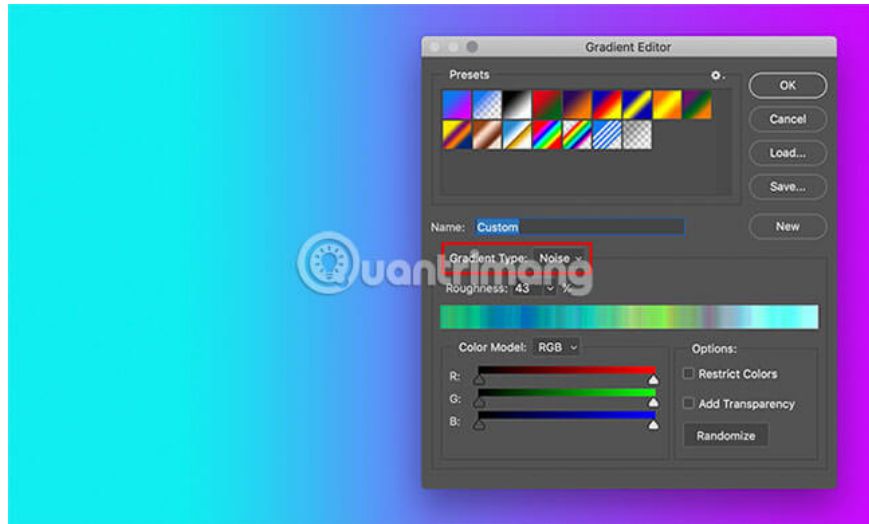 Gradient Editor
Presets
OK
Cancel
Load...
Save...
Name: Custom
New
Gradient Type: Noise
Quantrimang
Roughness: 43 %
Color Model: RGB
Options:
R:
Restrict Colors
G:
Add Transparency
B:
Randomize